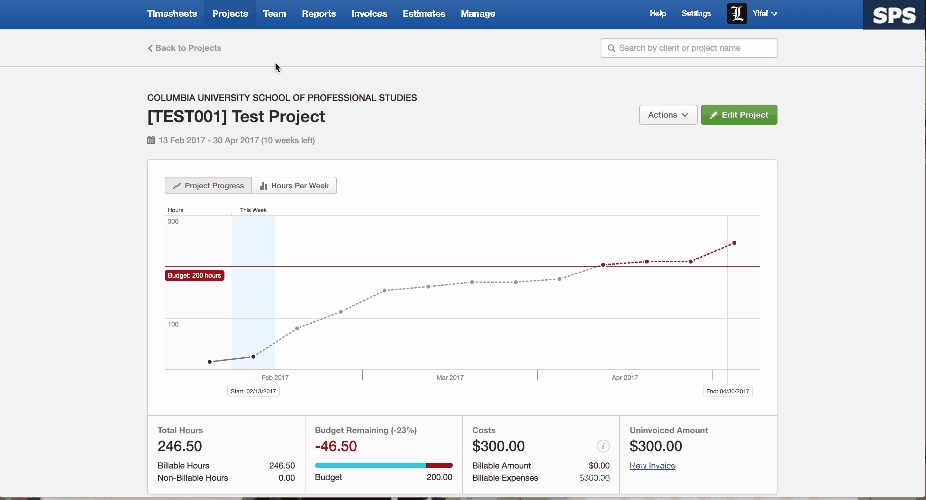 Timesheets Projects Team Reports Invoices Estimates Manage Help Settings L Yifei SPS
Back to Projects
Search by client or project name
COLUMBIA UNIVERSITY SCHOOL OF PROFESSIONAL STUDIES
[TEST001] Test Project
Actions
Edit Project
13 Feb 2017 - 30 Apr 2017 (10 weeks left)
Project Progress Hours Per Week
Hours This Week
300
Budget: 200 hours
100
Feb 2017 Mar 2017 Apr 2017
Start: 02/13/2017 End: 04/30/2017
Total Hours
246.50
Billable Hours 246.50
Non-Billable Hours 0.00
Budget Remaining (-23%)
-46.50
Budget 200.00
Costs
$300.00
Billable Amount $0.00
Billable Expenses $300.00
Uninvoiced Amount
$300.00
New Invoice